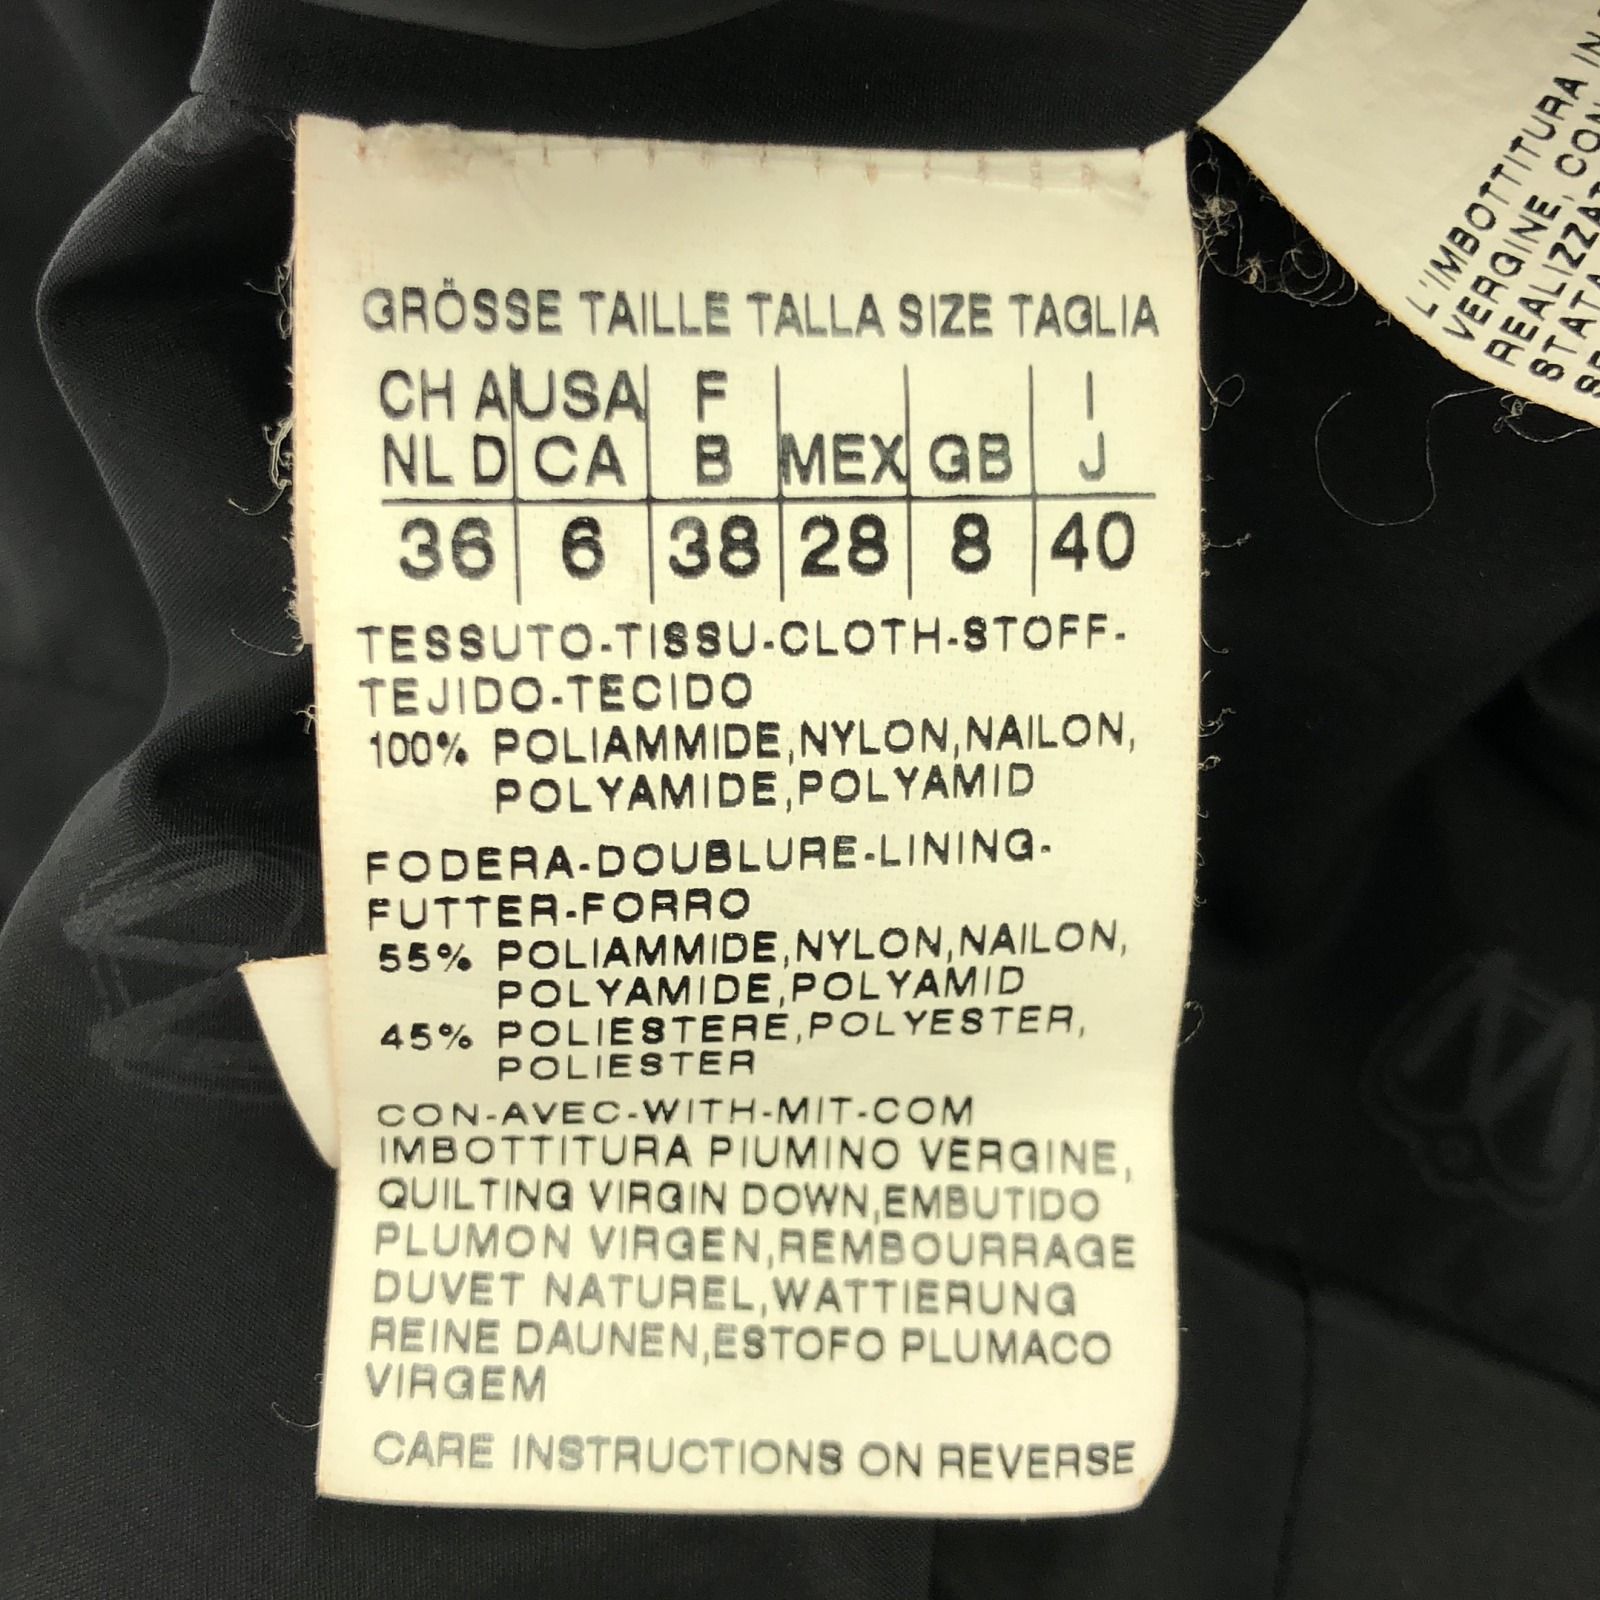 GRÖSSE TAILLE TALLA SIZE TAGLIA
CH A USA F I
NL D CA B MEX GB J
36 6 38 28 8 40
TESSUTO-TISSU-CLOTH-STOFF-
TEJIDO-TECIDO
100% POLIAMMIDE,NYLON,NAILON,
POLYAMIDE,POLYAMID
FODERA-DOUBLURE-LINING-
FUTTER-FORRO
55% POLIAMMIDE,NYLON,NAILON,
POLYAMIDE,POLYAMID
45% POLIESTERE,POLYESTER,
POLIESTER
CON-AVEC-WITH-MIT-COM
IMBOTTITURA PIUMINO VERGINE,
QUILTING VIRGIN DOWN,EMBUTIDO
PLUMON VIRGEN,REMBOURRAGE
DUVET NATUREL,WATTIERUNG
REINE DAUNEN,ESTOFO PLUMACO
VIRGEM
CARE INSTRUCTIONS ON REVERSE
L'IMBOTTITURA IN
VERGINE, CON
REALIZZAT
STATA